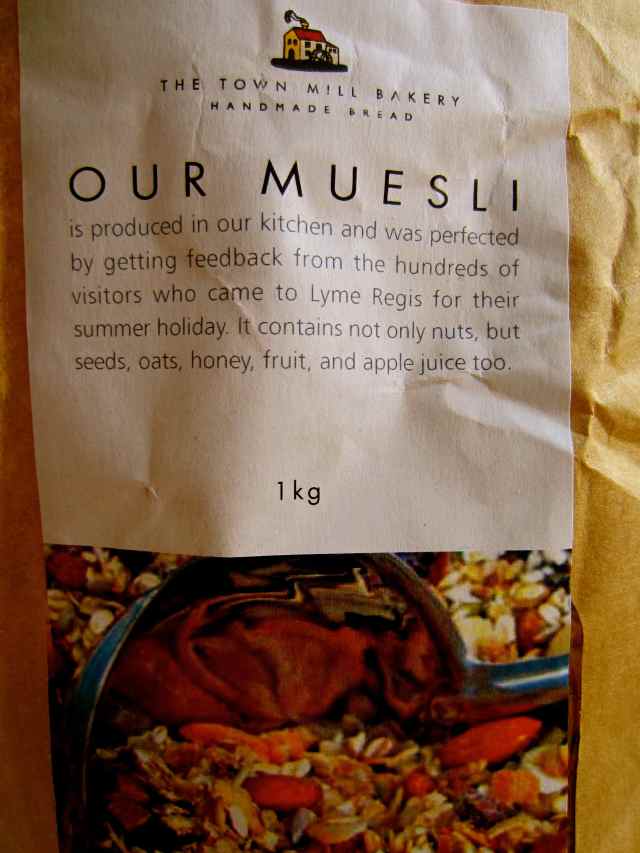 THE TOWN MILL BAKERY
HANDMADE BREAD
OUR MUESLI
is produced in our kitchen and was perfected
by getting feedback from the hundreds of
visitors who came to Lyme Regis for their
summer holiday. It contains not only nuts, but
seeds, oats, honey, fruit, and apple juice too.
1kg